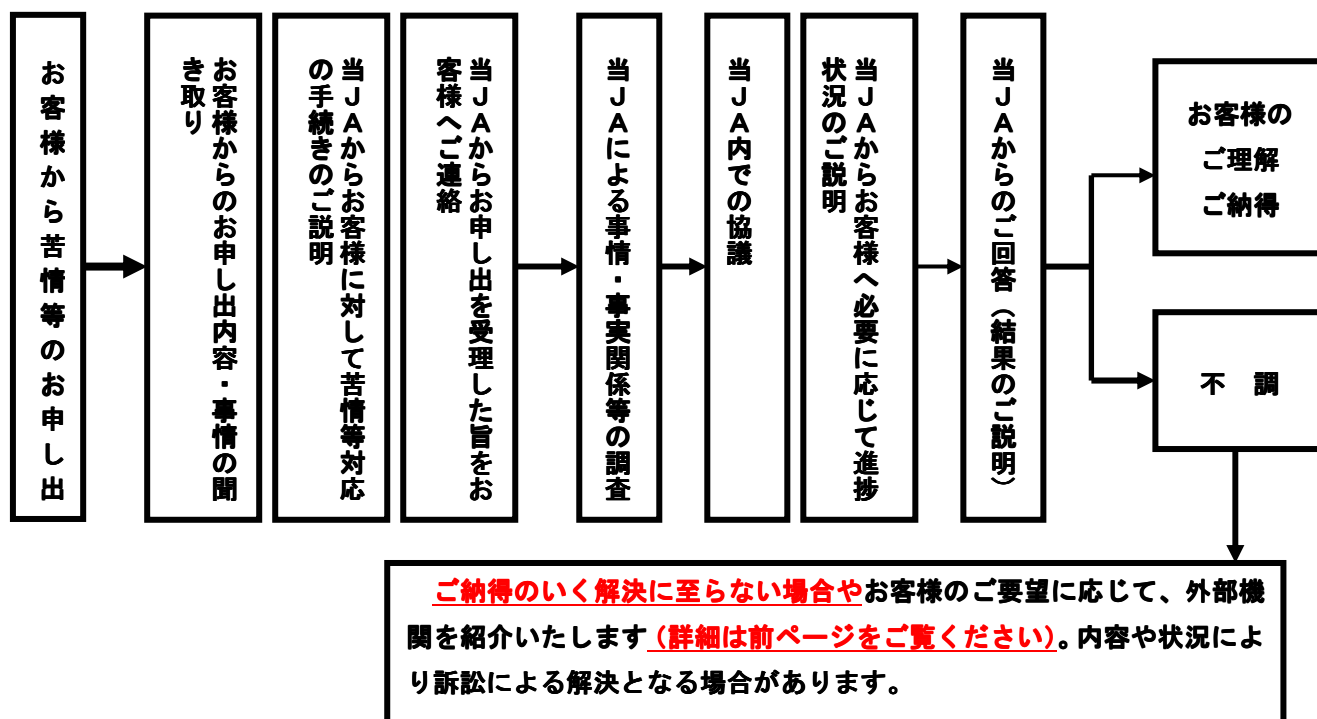 お客様から苦情等のお申し出
お客様からのお申し出内容・事情の聞
き取り
当JAからお客様に対して苦情等対応
の手続きのご説明
当JAからお申し出を受理した旨をお
客様へご連絡
当JAによる事情・事実関係等の調査
当JA内での協議
当JAからお客様へ必要に応じて進捗
状況のご説明
当JAからのご回答（結果のご説明）
お客様の
ご理解
ご納得
不　調
ご納得のいく解決に至らない場合やお客様のご要望に応じて、外部機
関を紹介いたします（詳細は前ページをご覧ください）。内容や状況によ
り訴訟による解決となる場合があります。